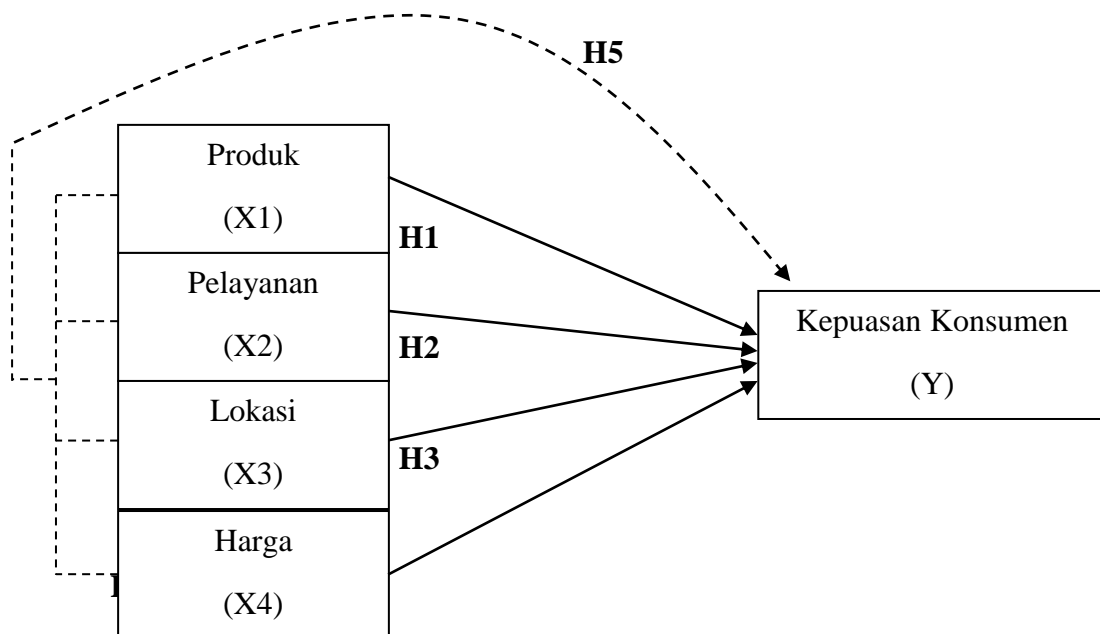 H5
Produk
(X1)
H1
Pelayanan
(X2)
H2
Lokasi
(X3)
H3
Harga
(X4)
Kepuasan Konsumen
(Y)